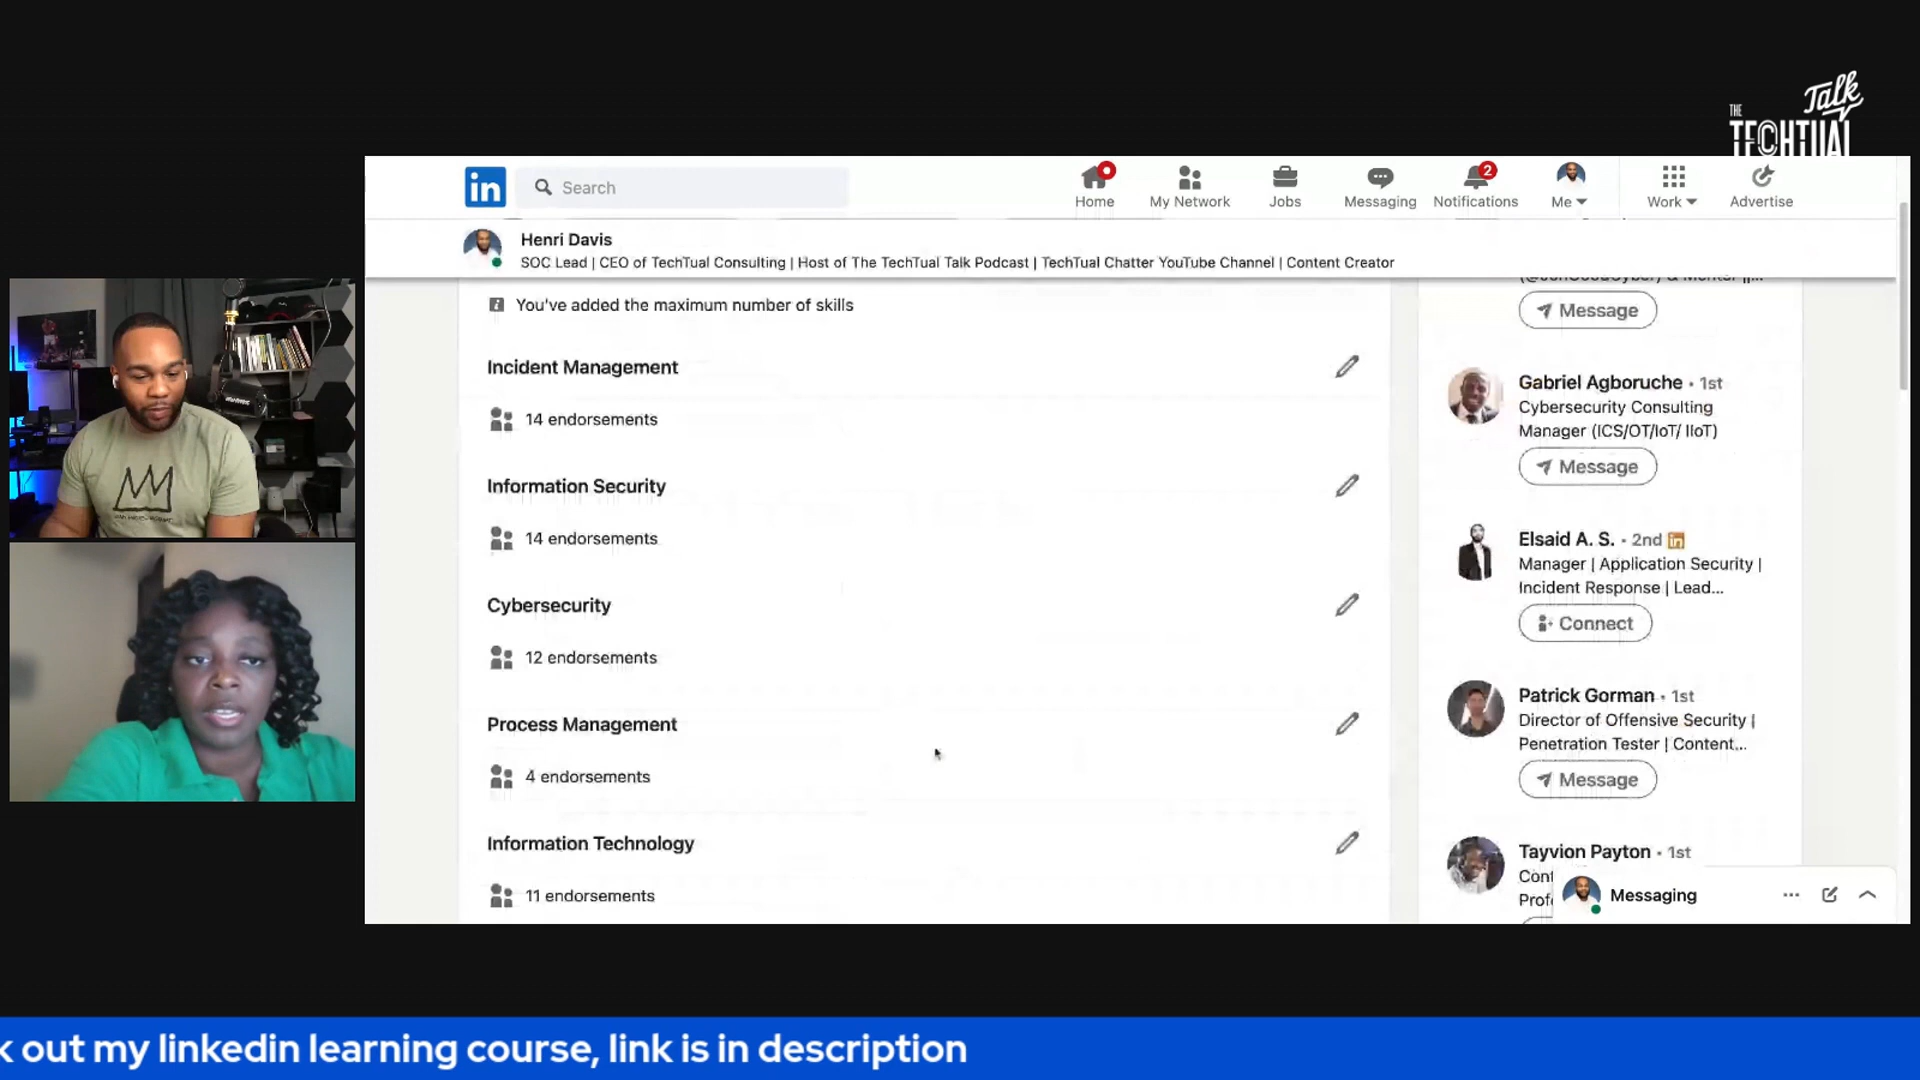 THE
TECHTUAL
Talk
in
Search
Home
My Network
Jobs
Messaging
2
Notifications
Me
Work
Advertise
Henri Davis
SOC Lead | CEO of TechTual Consulting | Host of The TechTual Talk Podcast | TechTual Chatter YouTube Channel | Content Creator
You've added the maximum number of skills
Incident Management
14 endorsements
Information Security
14 endorsements
Cybersecurity
12 endorsements
Process Management
4 endorsements
Information Technology
11 endorsements
Message
Gabriel Agboruche • 1st
Cybersecurity Consulting
Manager (ICS/OT/IoT/ IIoT)
Message
Elsaid A. S. • 2nd in
Manager | Application Security |
Incident Response | Lead...
Connect
Patrick Gorman • 1st
Director of Offensive Security |
Penetration Tester | Content...
Message
Tayvion Payton • 1st
Cont
Profe
Messaging
k out my linkedin learning course, link is in description